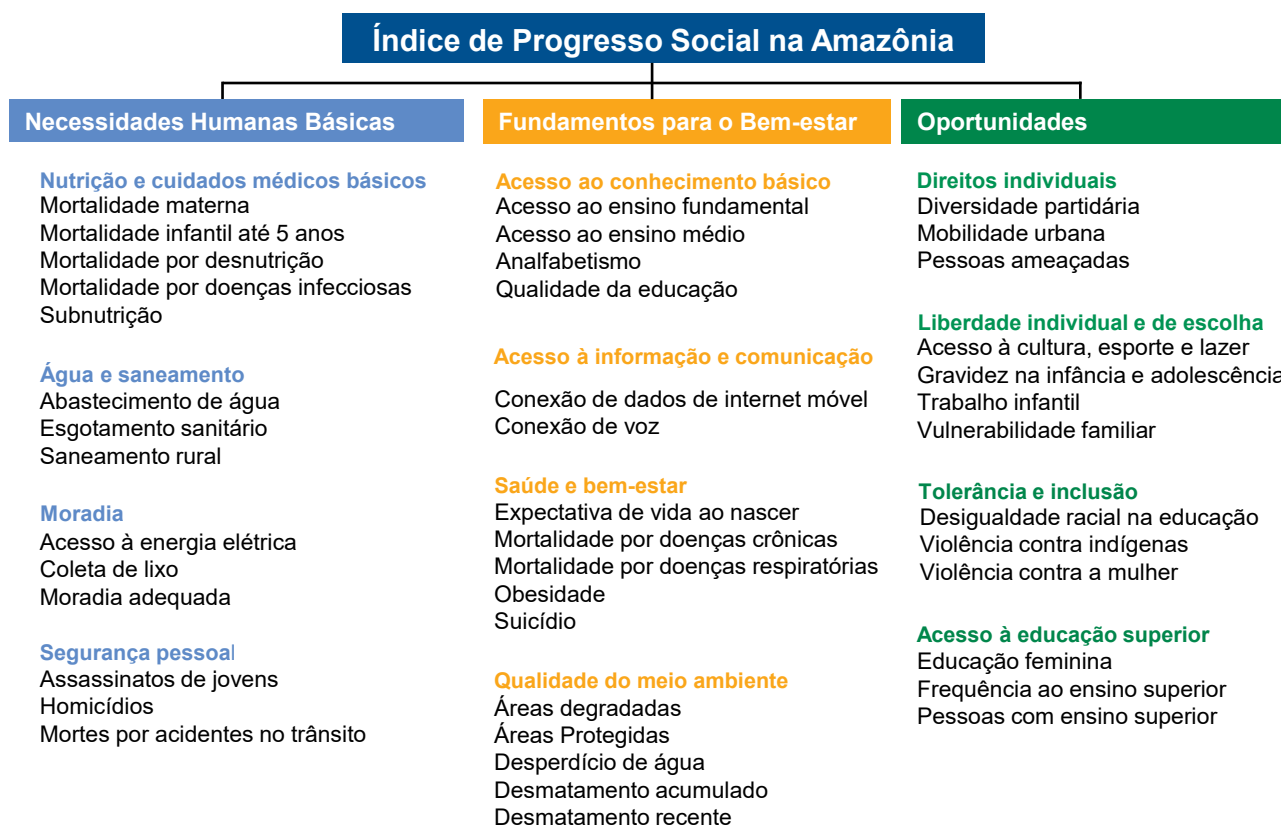 Índice de Progresso Social na Amazônia
Necessidades Humanas Básicas
Nutrição e cuidados médicos básicos
Mortalidade materna
Mortalidade infantil até 5 anos
Mortalidade por desnutrição
Mortalidade por doenças infecciosas
Subnutrição
Água e saneamento
Abastecimento de água
Esgotamento sanitário
Saneamento rural
Moradia
Acesso à energia elétrica
Coleta de lixo
Moradia adequada
Segurança pessoal
Assassinatos de jovens
Homicídios
Mortes por acidentes no trânsito
Fundamentos para o Bem-estar
Acesso ao conhecimento básico
Acesso ao ensino fundamental
Acesso ao ensino médio
Analfabetismo
Qualidade da educação
Acesso à informação e comunicação
Conexão de dados de internet móvel
Conexão de voz
Saúde e bem-estar
Expectativa de vida ao nascer
Mortalidade por doenças crônicas
Mortalidade por doenças respiratórias
Obesidade
Suicídio
Qualidade do meio ambiente
Áreas degradadas
Áreas Protegidas
Desperdício de água
Desmatamento acumulado
Desmatamento recente
Oportunidades
Direitos individuais
Diversidade partidária
Mobilidade urbana
Pessoas ameaçadas
Liberdade individual e de escolha
Acesso à cultura, esporte e lazer
Gravidez na infância e adolescência
Trabalho infantil
Vulnerabilidade familiar
Tolerância e inclusão
Desigualdade racial na educação
Violência contra indígenas
Violência contra a mulher
Acesso à educação superior
Educação feminina
Frequência ao ensino superior
Pessoas com ensino superior